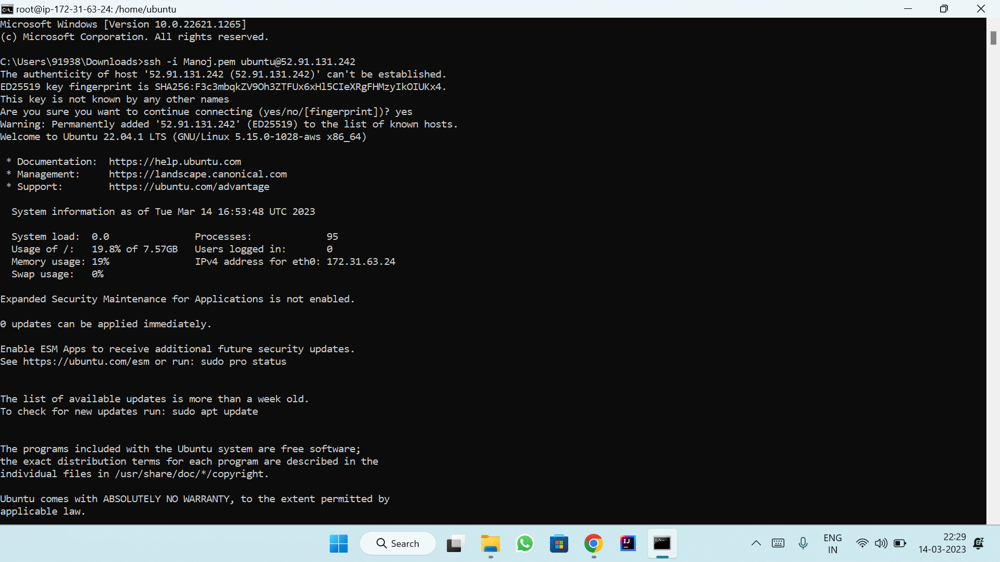 root@ip-172-31-63-24: /home/ubuntu
Microsoft Windows [Version 10.0.22621.1265]
(c) Microsoft Corporation. All rights reserved.
C:\Users\91938\Downloads>ssh -i Manoj.pem ubuntu@52.91.131.242
The authenticity of host '52.91.131.242 (52.91.131.242)' can't be established.
ED25519 key fingerprint is SHA256:F3c3mbqkZV9Oh3ZTFUx6xHl5CIeXRgFHMzyIkOIUKx4.
This key is not known by any other names
Are you sure you want to continue connecting (yes/no/[fingerprint])? yes
Warning: Permanently added '52.91.131.242' (ED25519) to the list of known hosts.
Welcome to Ubuntu 22.04.1 LTS (GNU/Linux 5.15.0-1028-aws x86_64)
* Documentation:  https://help.ubuntu.com
* Management:     https://landscape.canonical.com
* Support:        https://ubuntu.com/advantage
System information as of Tue Mar 14 16:53:48 UTC 2023
System load:  0.0               Processes:             95
Usage of /:   19.8% of 7.57GB   Users logged in:       0
Memory usage: 19%               IPv4 address for eth0: 172.31.63.24
Swap usage:   0%
Expanded Security Maintenance for Applications is not enabled.
0 updates can be applied immediately.
Enable ESM Apps to receive additional future security updates.
See https://ubuntu.com/esm or run: sudo pro status
The list of available updates is more than a week old.
To check for new updates run: sudo apt update
The programs included with the Ubuntu system are free software;
the exact distribution terms for each program are described in the
individual files in /usr/share/doc/*/copyright.
Ubuntu comes with ABSOLUTELY NO WARRANTY, to the extent permitted by
applicable law.
Search
IJ
ENG
IN
22:29
14-03-2023